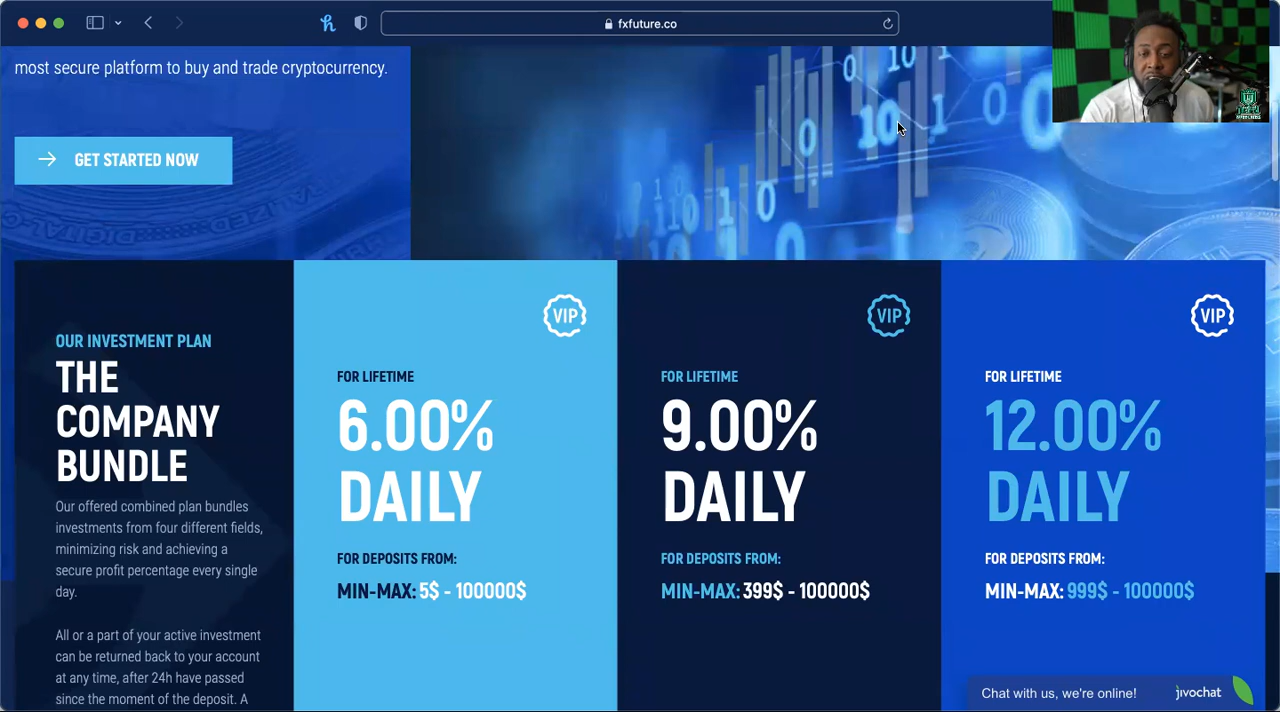 fxfuture.co
most secure platform to buy and trade cryptocurrency.
GET STARTED NOW
OUR INVESTMENT PLAN
THE
COMPANY
BUNDLE
Our offered combined plan bundles
investments from four different fields,
minimizing risk and achieving a
secure profit percentage every single
day.
All or a part of your active investment
can be returned back to your account
at any time, after 24h have passed
since the moment of the deposit. A
VIP
FOR LIFETIME
6.00%
DAILY
FOR DEPOSITS FROM:
MIN-MAX: 5$ - 100000$
VIP
FOR LIFETIME
9.00%
DAILY
FOR DEPOSITS FROM:
MIN-MAX: 399$ - 100000$
VIP
FOR LIFETIME
12.00%
DAILY
FOR DEPOSITS FROM:
MIN-MAX: 999$ - 100000$
Chat with us, we're online! jivochat